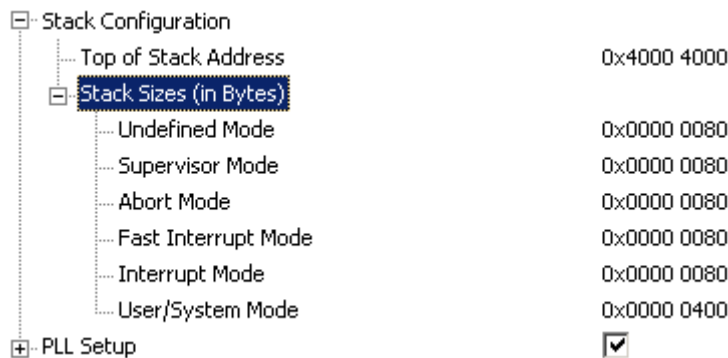 Stack Configuration
Top of Stack Address 0x4000 4000
Stack Sizes (in Bytes)
Undefined Mode 0x0000 0080
Supervisor Mode 0x0000 0080
Abort Mode 0x0000 0080
Fast Interrupt Mode 0x0000 0080
Interrupt Mode 0x0000 0080
User/System Mode 0x0000 0400
PLL Setup